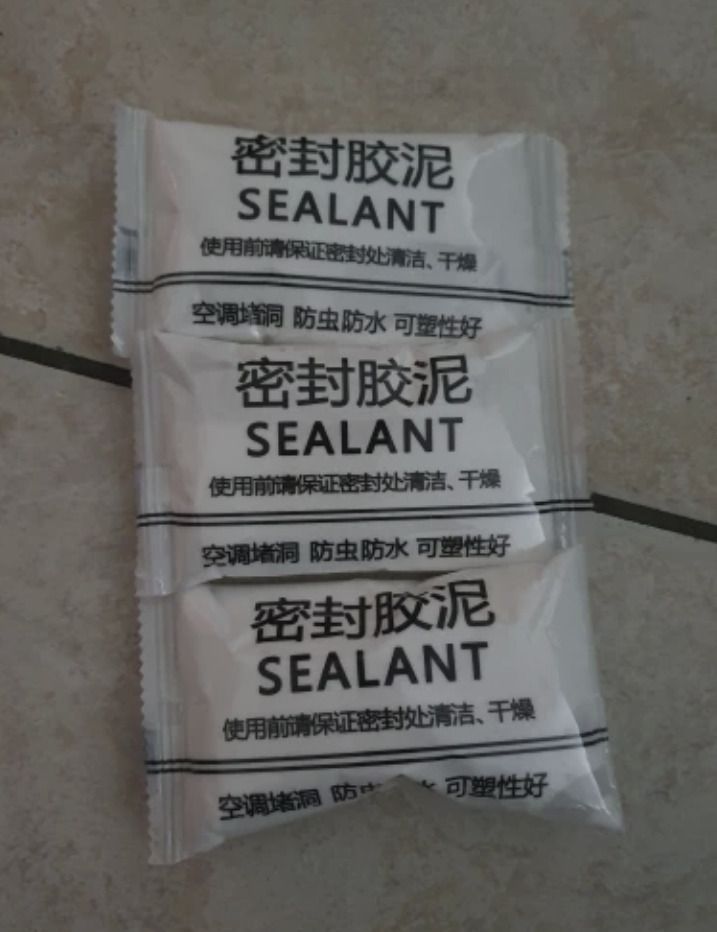 密封胶泥
SEALANT
使用前请保证密封处清洁、干燥
空调堵洞 防虫防水 可塑性好
密封胶泥
SEALANT
使用前请保证密封处清洁、干燥
空调堵洞 防虫防水 可塑性好
密封胶泥
SEALANT
使用前请保证密封处清洁、干燥
空调堵洞 防 水 可塑性好